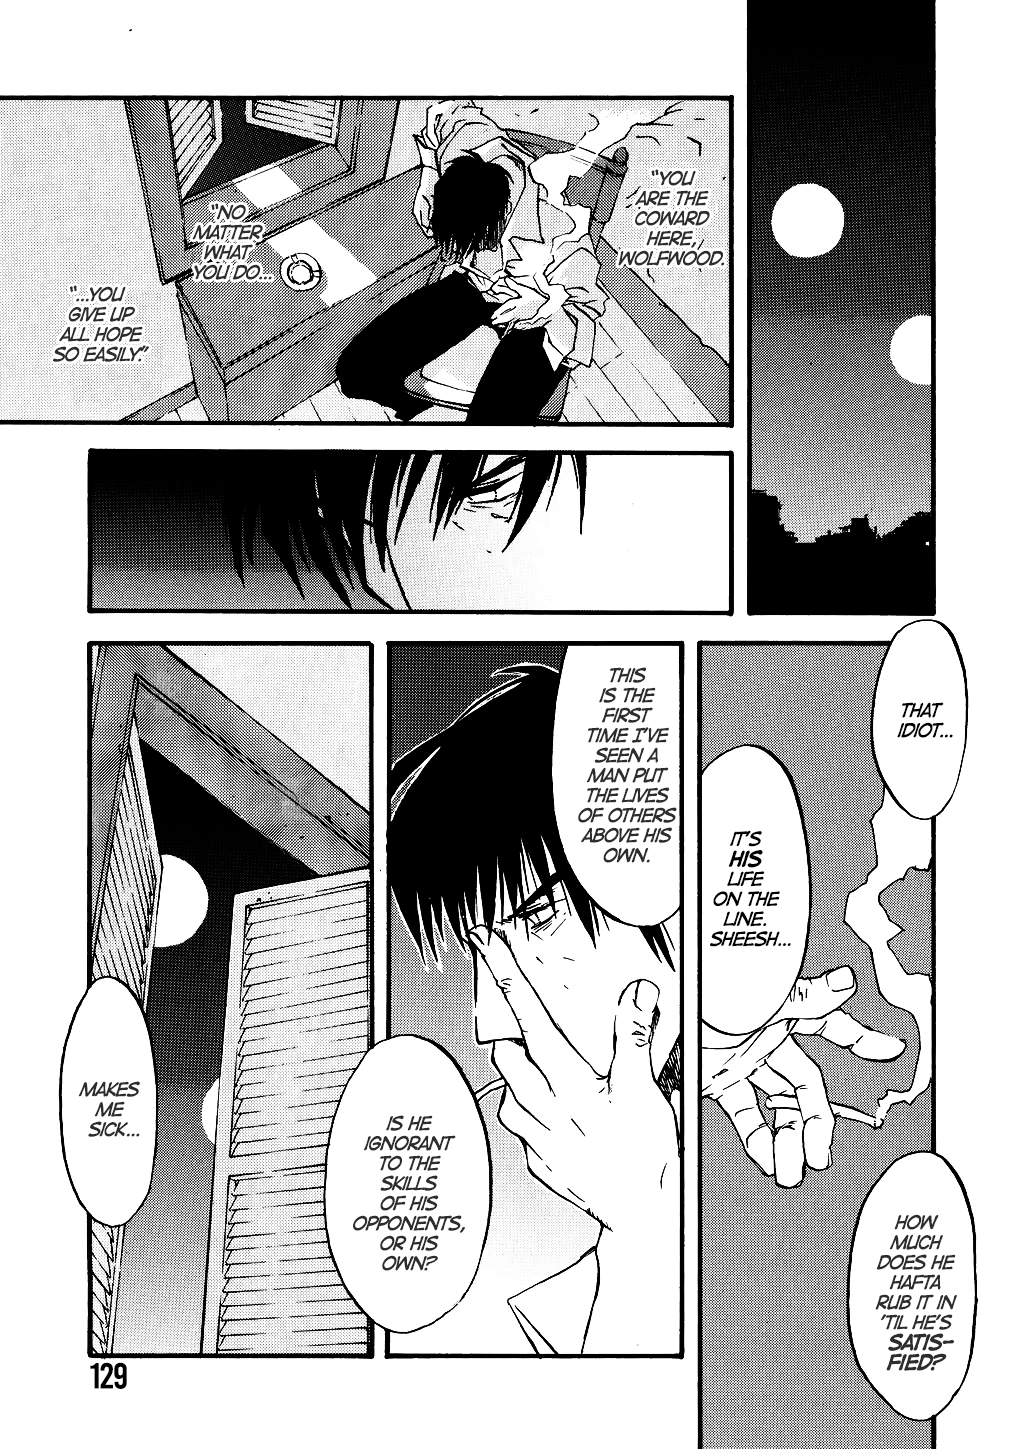 "YOU
ARE THE
COWARD
HERE,
WOLFWOOD.
"NO
MATTER
WHAT
YOU DO...
"...YOU
GIVE UP
ALL HOPE
SO EASILY."
THAT
IDIOT...
IT'S
HIS
LIFE
ON THE
LINE.
SHEESH...
HOW
MUCH
DOES HE
HAFTA
RUB IT IN
'TIL HE'S
SATIS-
FIED?
THIS
IS THE
FIRST
TIME I'VE
SEEN A
MAN PUT
THE LIVES
OF OTHERS
ABOVE HIS
OWN.
IS HE
IGNORANT
TO THE
SKILLS
OF HIS
OPPONENTS,
OR HIS
OWN?
MAKES
ME
SICK...
129